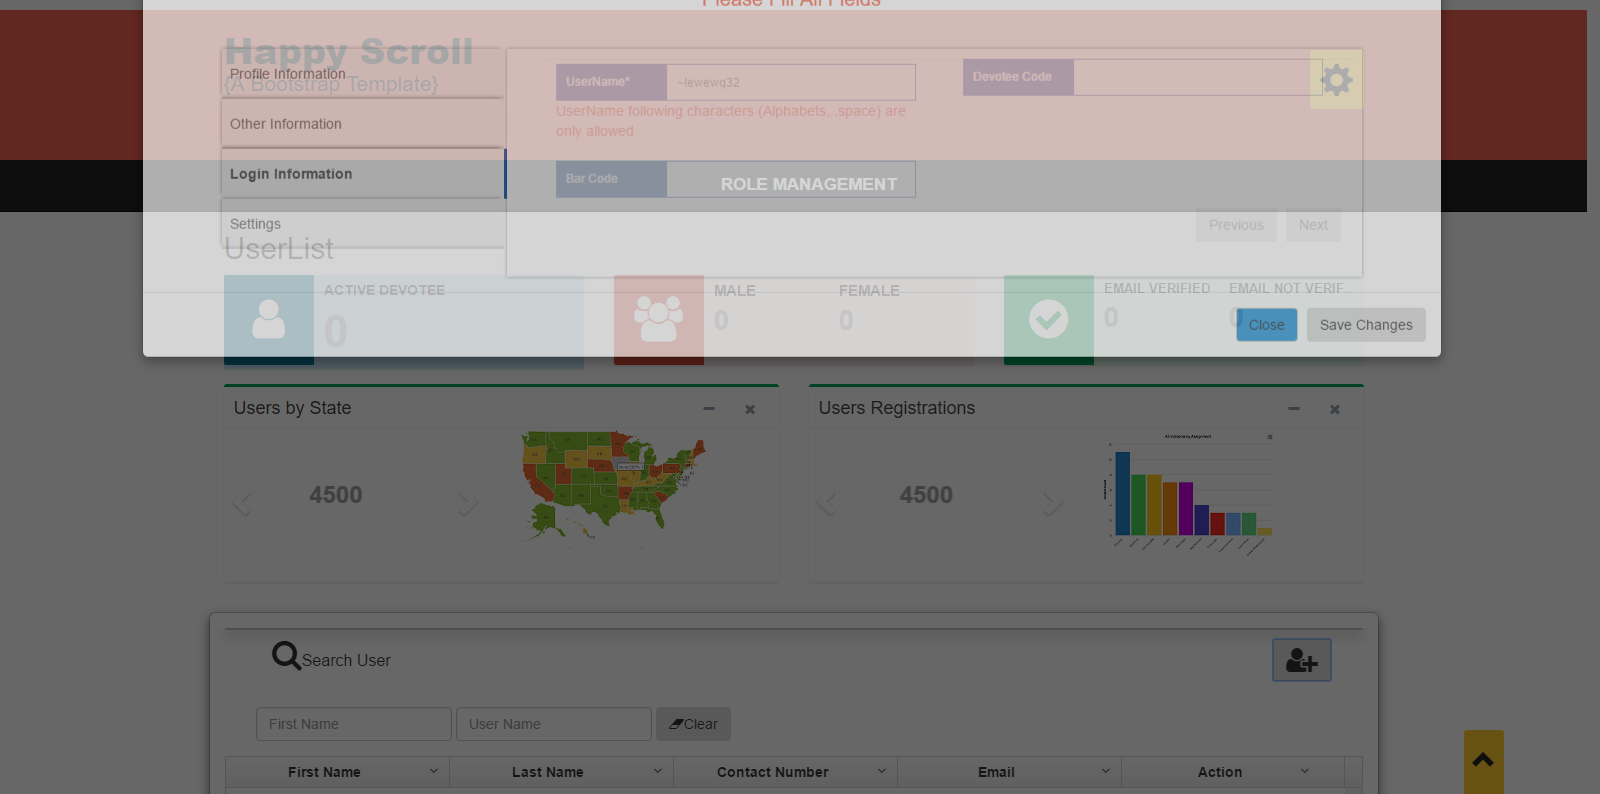 Please Fill All Fields
Happy Scroll
{A Bootstrap Template}
Profile Information
Other Information
Login Information
Settings
UserName*
~!ewewq32
UserName following characters (Alphabets, ,space) are
only allowed
Devotee Code
Bar Code
ROLE MANAGEMENT
Previous
Next
UserList
ACTIVE DEVOTEE
0
MALE
0
FEMALE
0
EMAIL VERIFIED
0
EMAIL NOT VERIF..
0
Close
Save Changes
Users by State
4500
Users Registrations
4500
Search User
First Name
User Name
Clear
First Name
Last Name
Contact Number
Email
Action